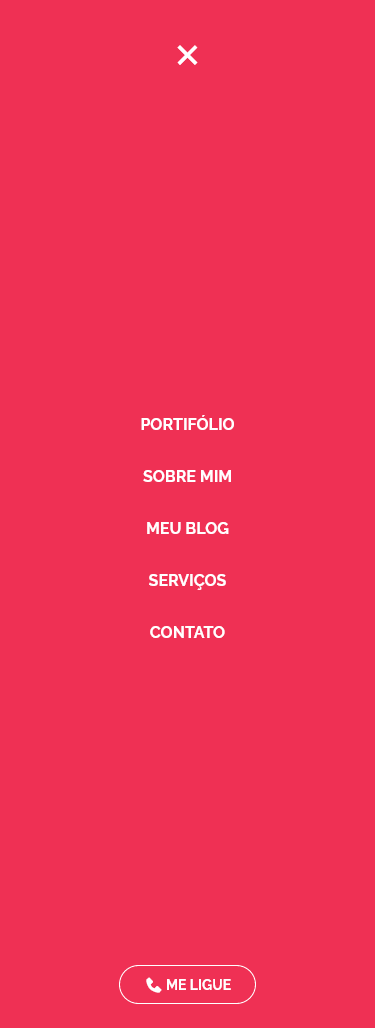 PORTIFÓLIO
SOBRE MIM
MEU BLOG
SERVIÇOS
CONTATO
ME LIGUE